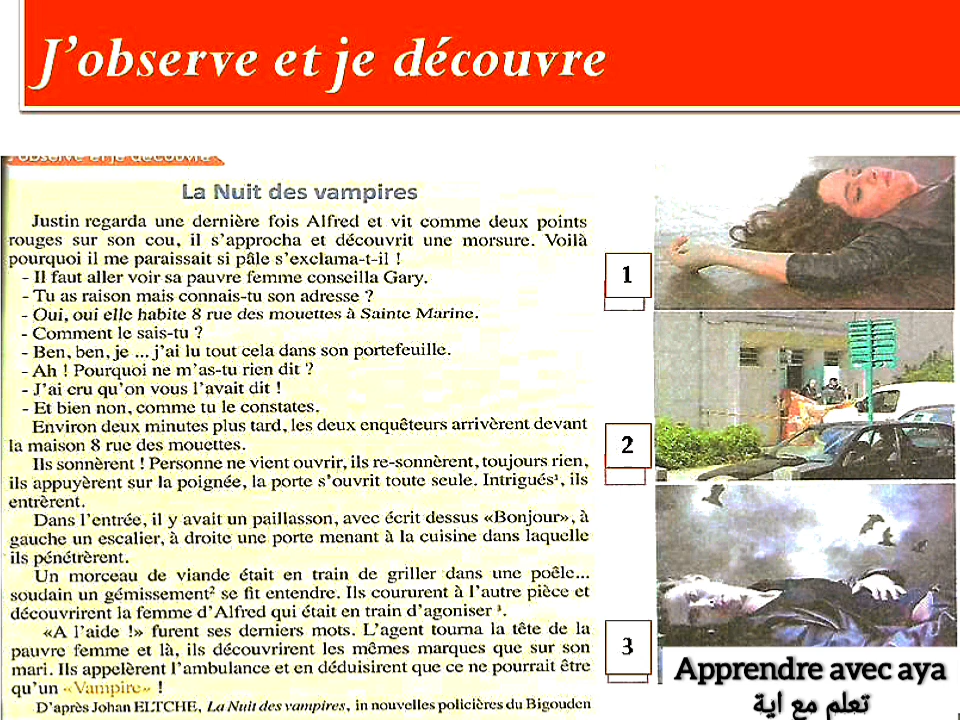 J'observe et je découvre
J'observe et je découvre
La Nuit des vampires
Justin regarda une dernière fois Alfred et vit comme deux points
rouges sur son cou, il s'approcha et découvrit une morsure. Voilà
pourquoi il me paraissait si pâle s'exclama-t-il !
- Il faut aller voir sa pauvre femme conseilla Gary.
- Tu as raison mais connais-tu son adresse ?
- Oui, oui elle habite 8 rue des mouettes à Sainte Marine.
- Comment le sais-tu ?
- Ben, ben, je ... j'ai lu tout cela dans son portefeuille.
- Ah ! Pourquoi ne m'as-tu rien dit ?
- J'ai cru qu'on vous l'avait dit !
- Et bien non, comme tu le constates.
Environ deux minutes plus tard, les deux enquêteurs arrivèrent devant
la maison 8 rue des mouettes.
Ils sonnèrent ! Personne ne vient ouvrir, ils re-sonnèrent, toujours rien,
ils appuyèrent sur la poignée, la porte s'ouvrit toute seule. Intrigués¹, ils
entrèrent.
Dans l'entrée, il y avait un paillasson, avec écrit dessus «Bonjour», à
gauche un escalier, à droite une porte menant à la cuisine dans laquelle
ils pénétrèrent.
Un morceau de viande était en train de griller dans une poêle...
soudain un gémissement² se fit entendre. Ils coururent à l'autre pièce et
découvrirent la femme d'Alfred qui était en train d'agoniser ³.
«A l'aide !» furent ses derniers mots. L'agent tourna la tête de la
pauvre femme et là, ils découvrirent les mêmes marques que sur son
mari. Ils appelèrent l'ambulance et en déduisirent que ce ne pourrait être
qu'un «Vampire» !
D'après Johan ELTCHE, La Nuit des vampires, in nouvelles policières du Bigouden
1
2
3
Apprendre avec aya
تعلم مع اية